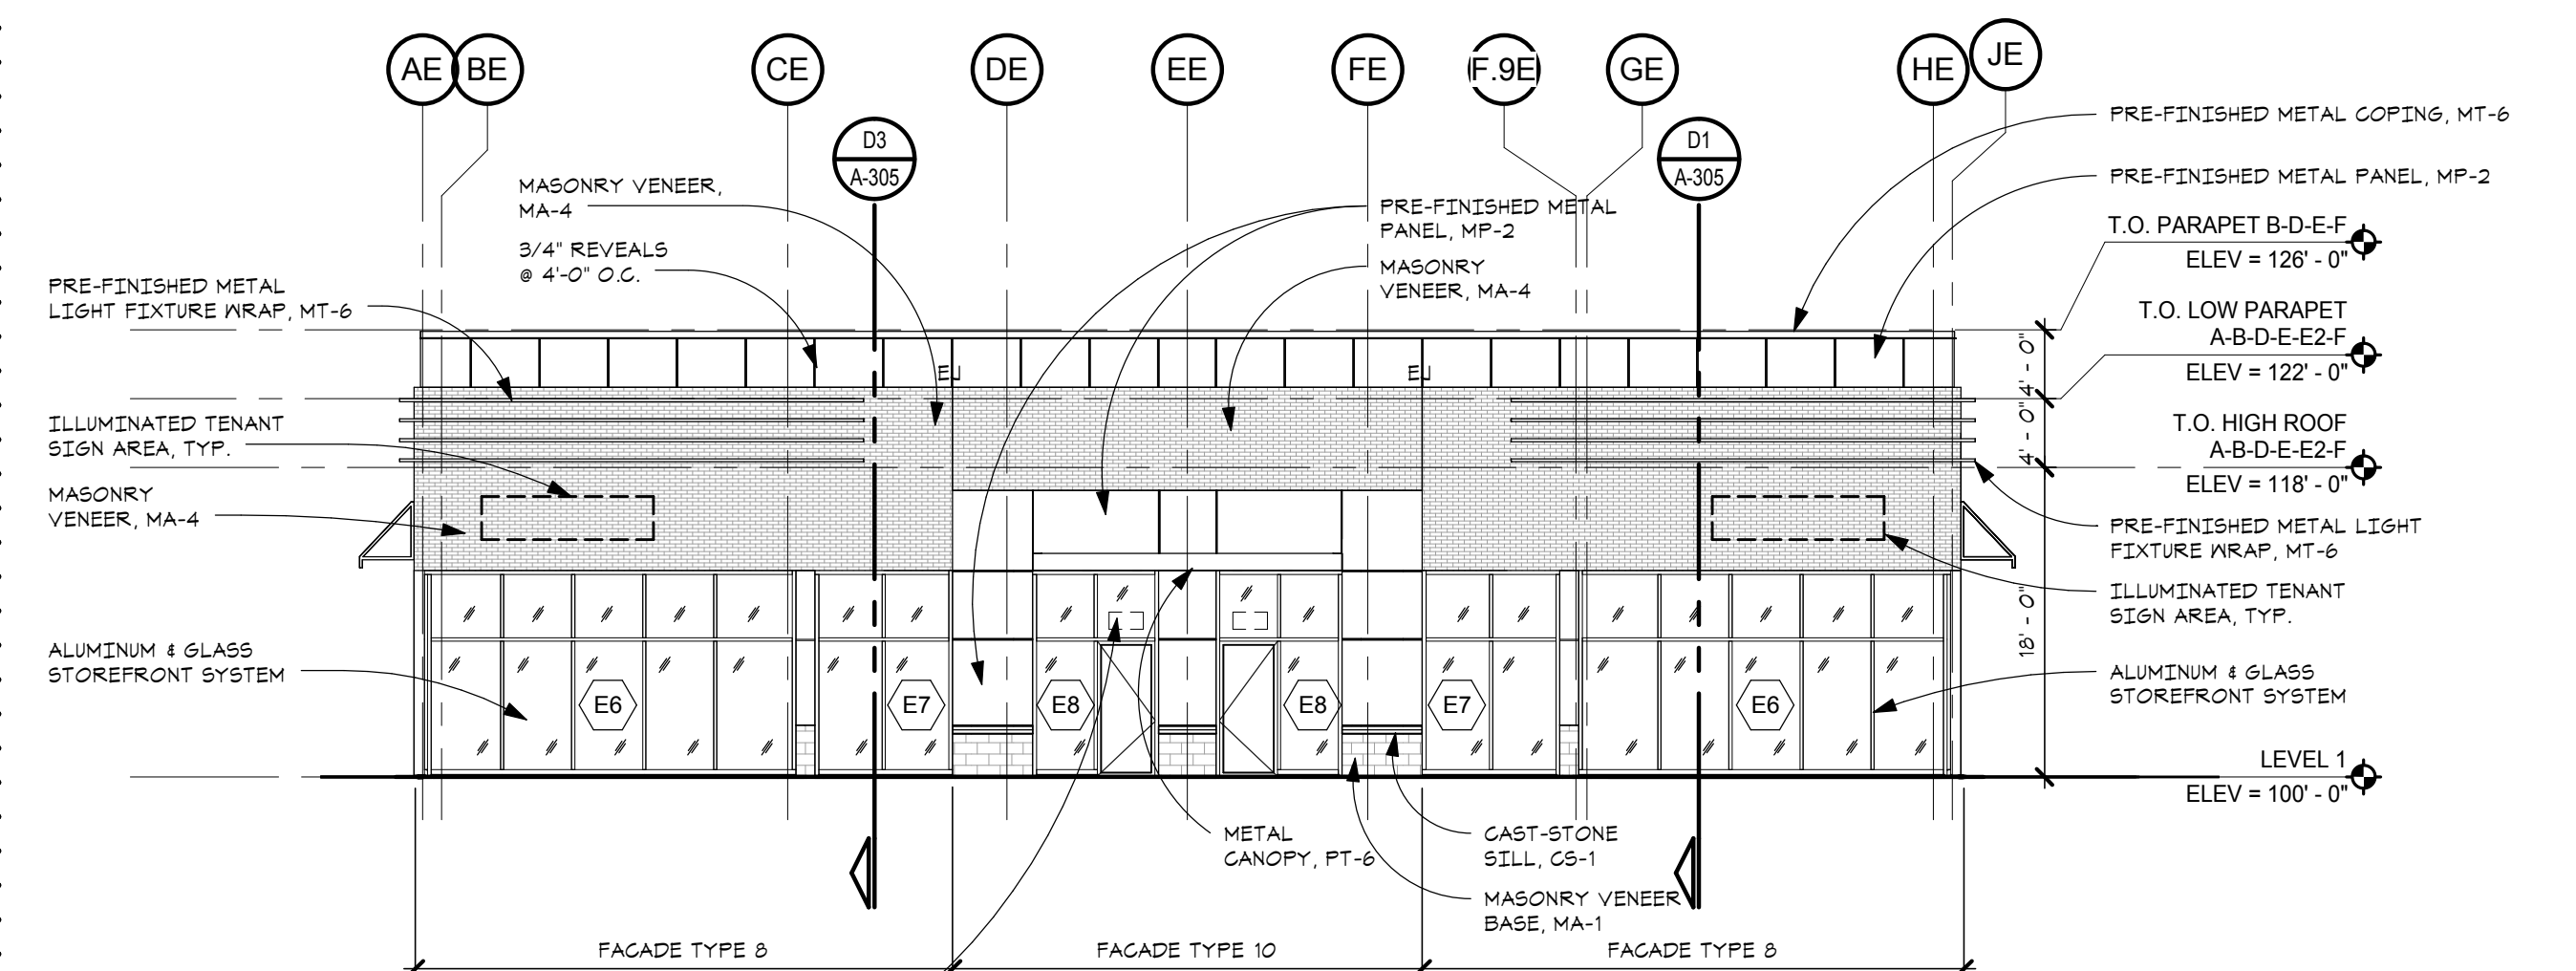 AE BE CE DE EE FE F.9E GE HE JE
D3
A-305
D1
A-305
PRE-FINISHED METAL COPING, MT-6
PRE-FINISHED METAL PANEL, MP-2
MASONRY VENEER,
MA-4
3/4" REVEALS
@ 4'-0" O.C.
PRE-FINISHED METAL
PANEL, MP-2
MASONRY
VENEER, MA-4
T.O. PARAPET B-D-E-F
ELEV = 126' - 0"
T.O. LOW PARAPET
A-B-D-E-E2-F
ELEV = 122' - 0"
T.O. HIGH ROOF
A-B-D-E-E2-F
ELEV = 118' - 0"
4' - 0"
4' - 0"
18' - 0"
PRE-FINISHED METAL
LIGHT FIXTURE WRAP, MT-6
ILLUMINATED TENANT
SIGN AREA, TYP.
MASONRY
VENEER, MA-4
ALUMINUM & GLASS
STOREFRONT SYSTEM
EJ EJ
PRE-FINISHED METAL LIGHT
FIXTURE WRAP, MT-6
ILLUMINATED TENANT
SIGN AREA, TYP.
ALUMINUM & GLASS
STOREFRONT SYSTEM
E6 E7 E8 E8 E7 E6
LEVEL 1
ELEV = 100' - 0"
METAL
CANOPY, PT-6
CAST-STONE
SILL, CS-1
MASONRY VENEER
BASE, MA-1
FACADE TYPE 8 FACADE TYPE 10 FACADE TYPE 8